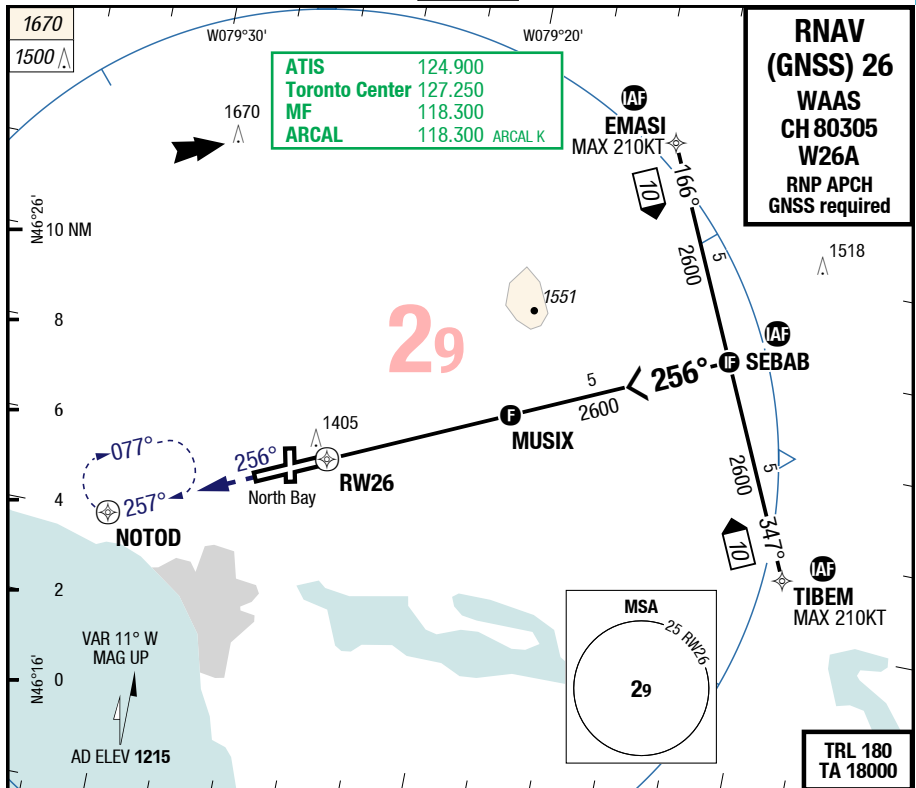 1670
1500
W079°30'
W079°20'
RNAV
(GNSS) 26
WAAS
CH 80305
W26A
RNP APCH
GNSS required
ATIS 124.900
Toronto Center 127.250
MF 118.300
ARCAL 118.300 ARCAL K
1670
IAF
EMASI
MAX 210KT
166°
10
N46°26'
10 NM
2600
5
1518
8
1551
29
IAF
SEBAB
IF
256°
5
2600
6
F
MUSIX
1405
077°
256°
RW26
2600
5
4
257°
North Bay
NOTOD
347°
10
IAF
TIBEM
MAX 210KT
2
MSA
25 RW26
29
VAR 11° W
MAG UP
N46°16'
0
AD ELEV 1215
TRL 180
TA 18000